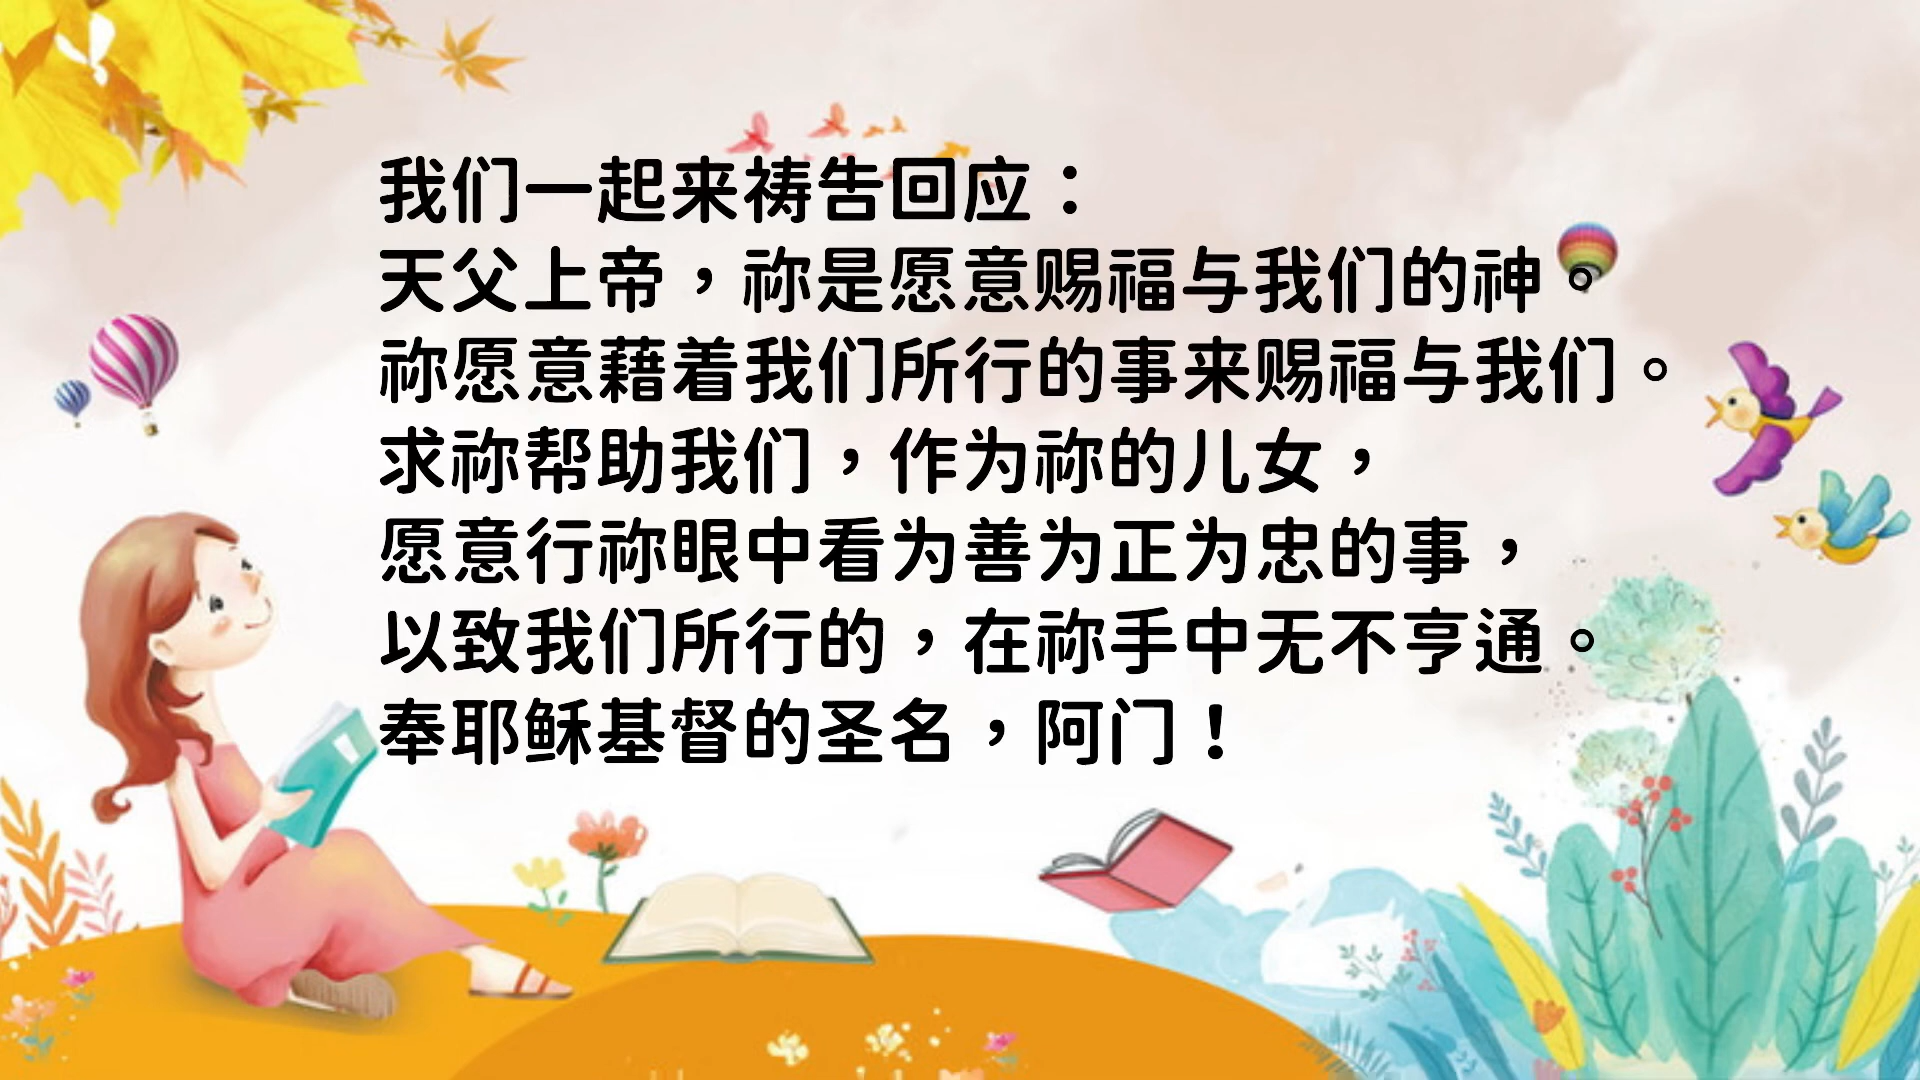 我们一起来祷告回应：
天父上帝，祢是愿意赐福与我们的神。
祢愿意藉着我们所行的事来赐福与我们。
求祢帮助我们，作为祢的儿女，
愿意行祢眼中看为善为正为忠的事，
以致我们所行的，在祢手中无不亨通。
奉耶稣基督的圣名，阿门！